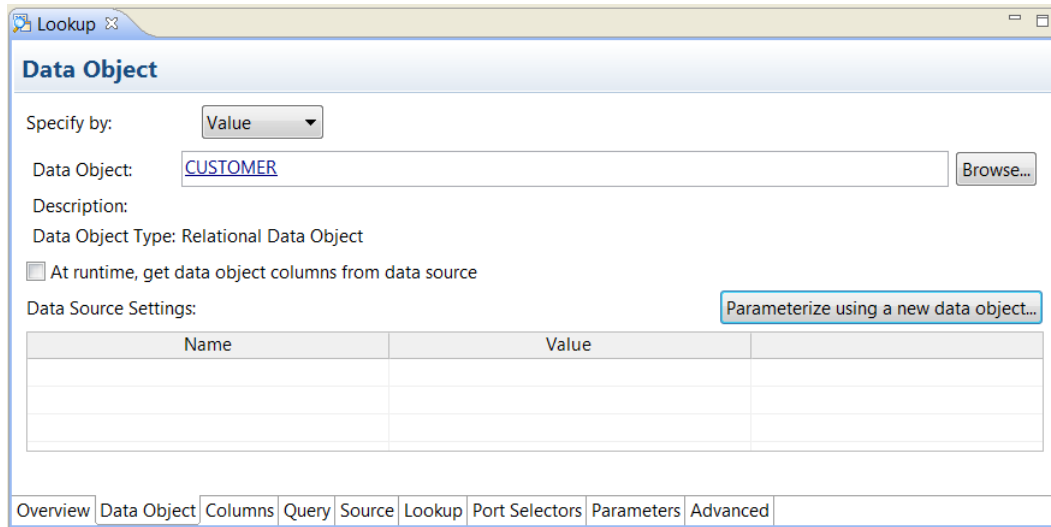 Lookup
Data Object
Specify by: Value
Data Object: CUSTOMER Browse...
Description:
Data Object Type: Relational Data Object
At runtime, get data object columns from data source
Data Source Settings: Parameterize using a new data object...
Name Value
Overview Data Object Columns Query Source Lookup Port Selectors Parameters Advanced